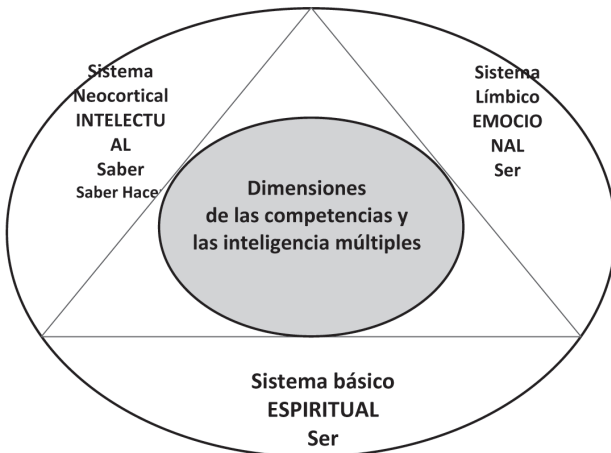 Sistema
Neocortical
INTELECTU
AL
Saber
Saber Hacer
Sistema
Límbico
EMOCIO
NAL
Ser
Dimensiones
de las competencias y
las inteligencia múltiples
Sistema básico
ESPIRITUAL
Ser